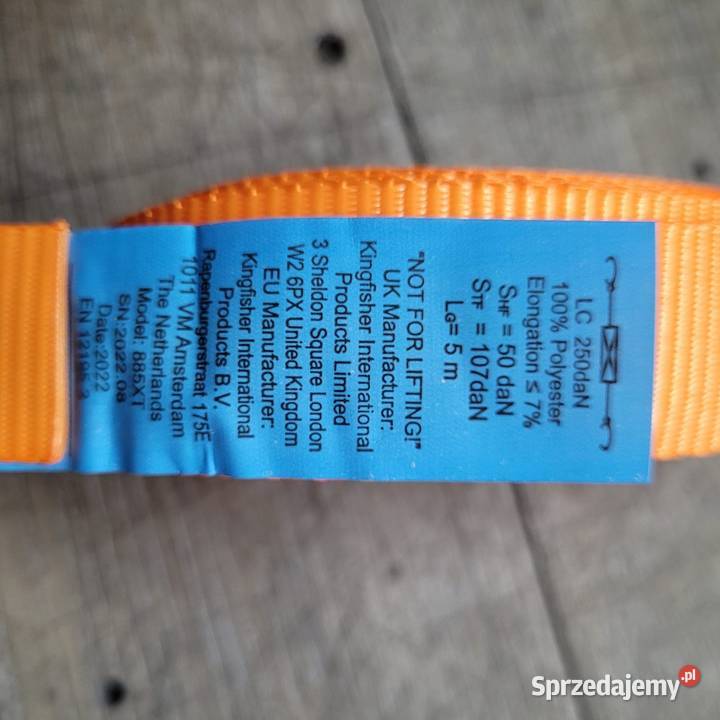 LC 250daN
100% Polyester
Elongation ≤ 7%
SHF = 50 daN
STF = 107daN
LG= 5 m
"NOT FOR LIFTING!"
UK Manufacturer:
Kingfisher International
Products Limited
3 Sheldon Square London
W2 6PX United Kingdom
EU Manufacturer:
Kingfisher International
Products B.V.
Rapenburgerstraat 175E
1011 VM Amsterdam
The Netherlands
Model: 885XT
SN:2022.08
Date:2022
EN
Sprzedajemy.pl